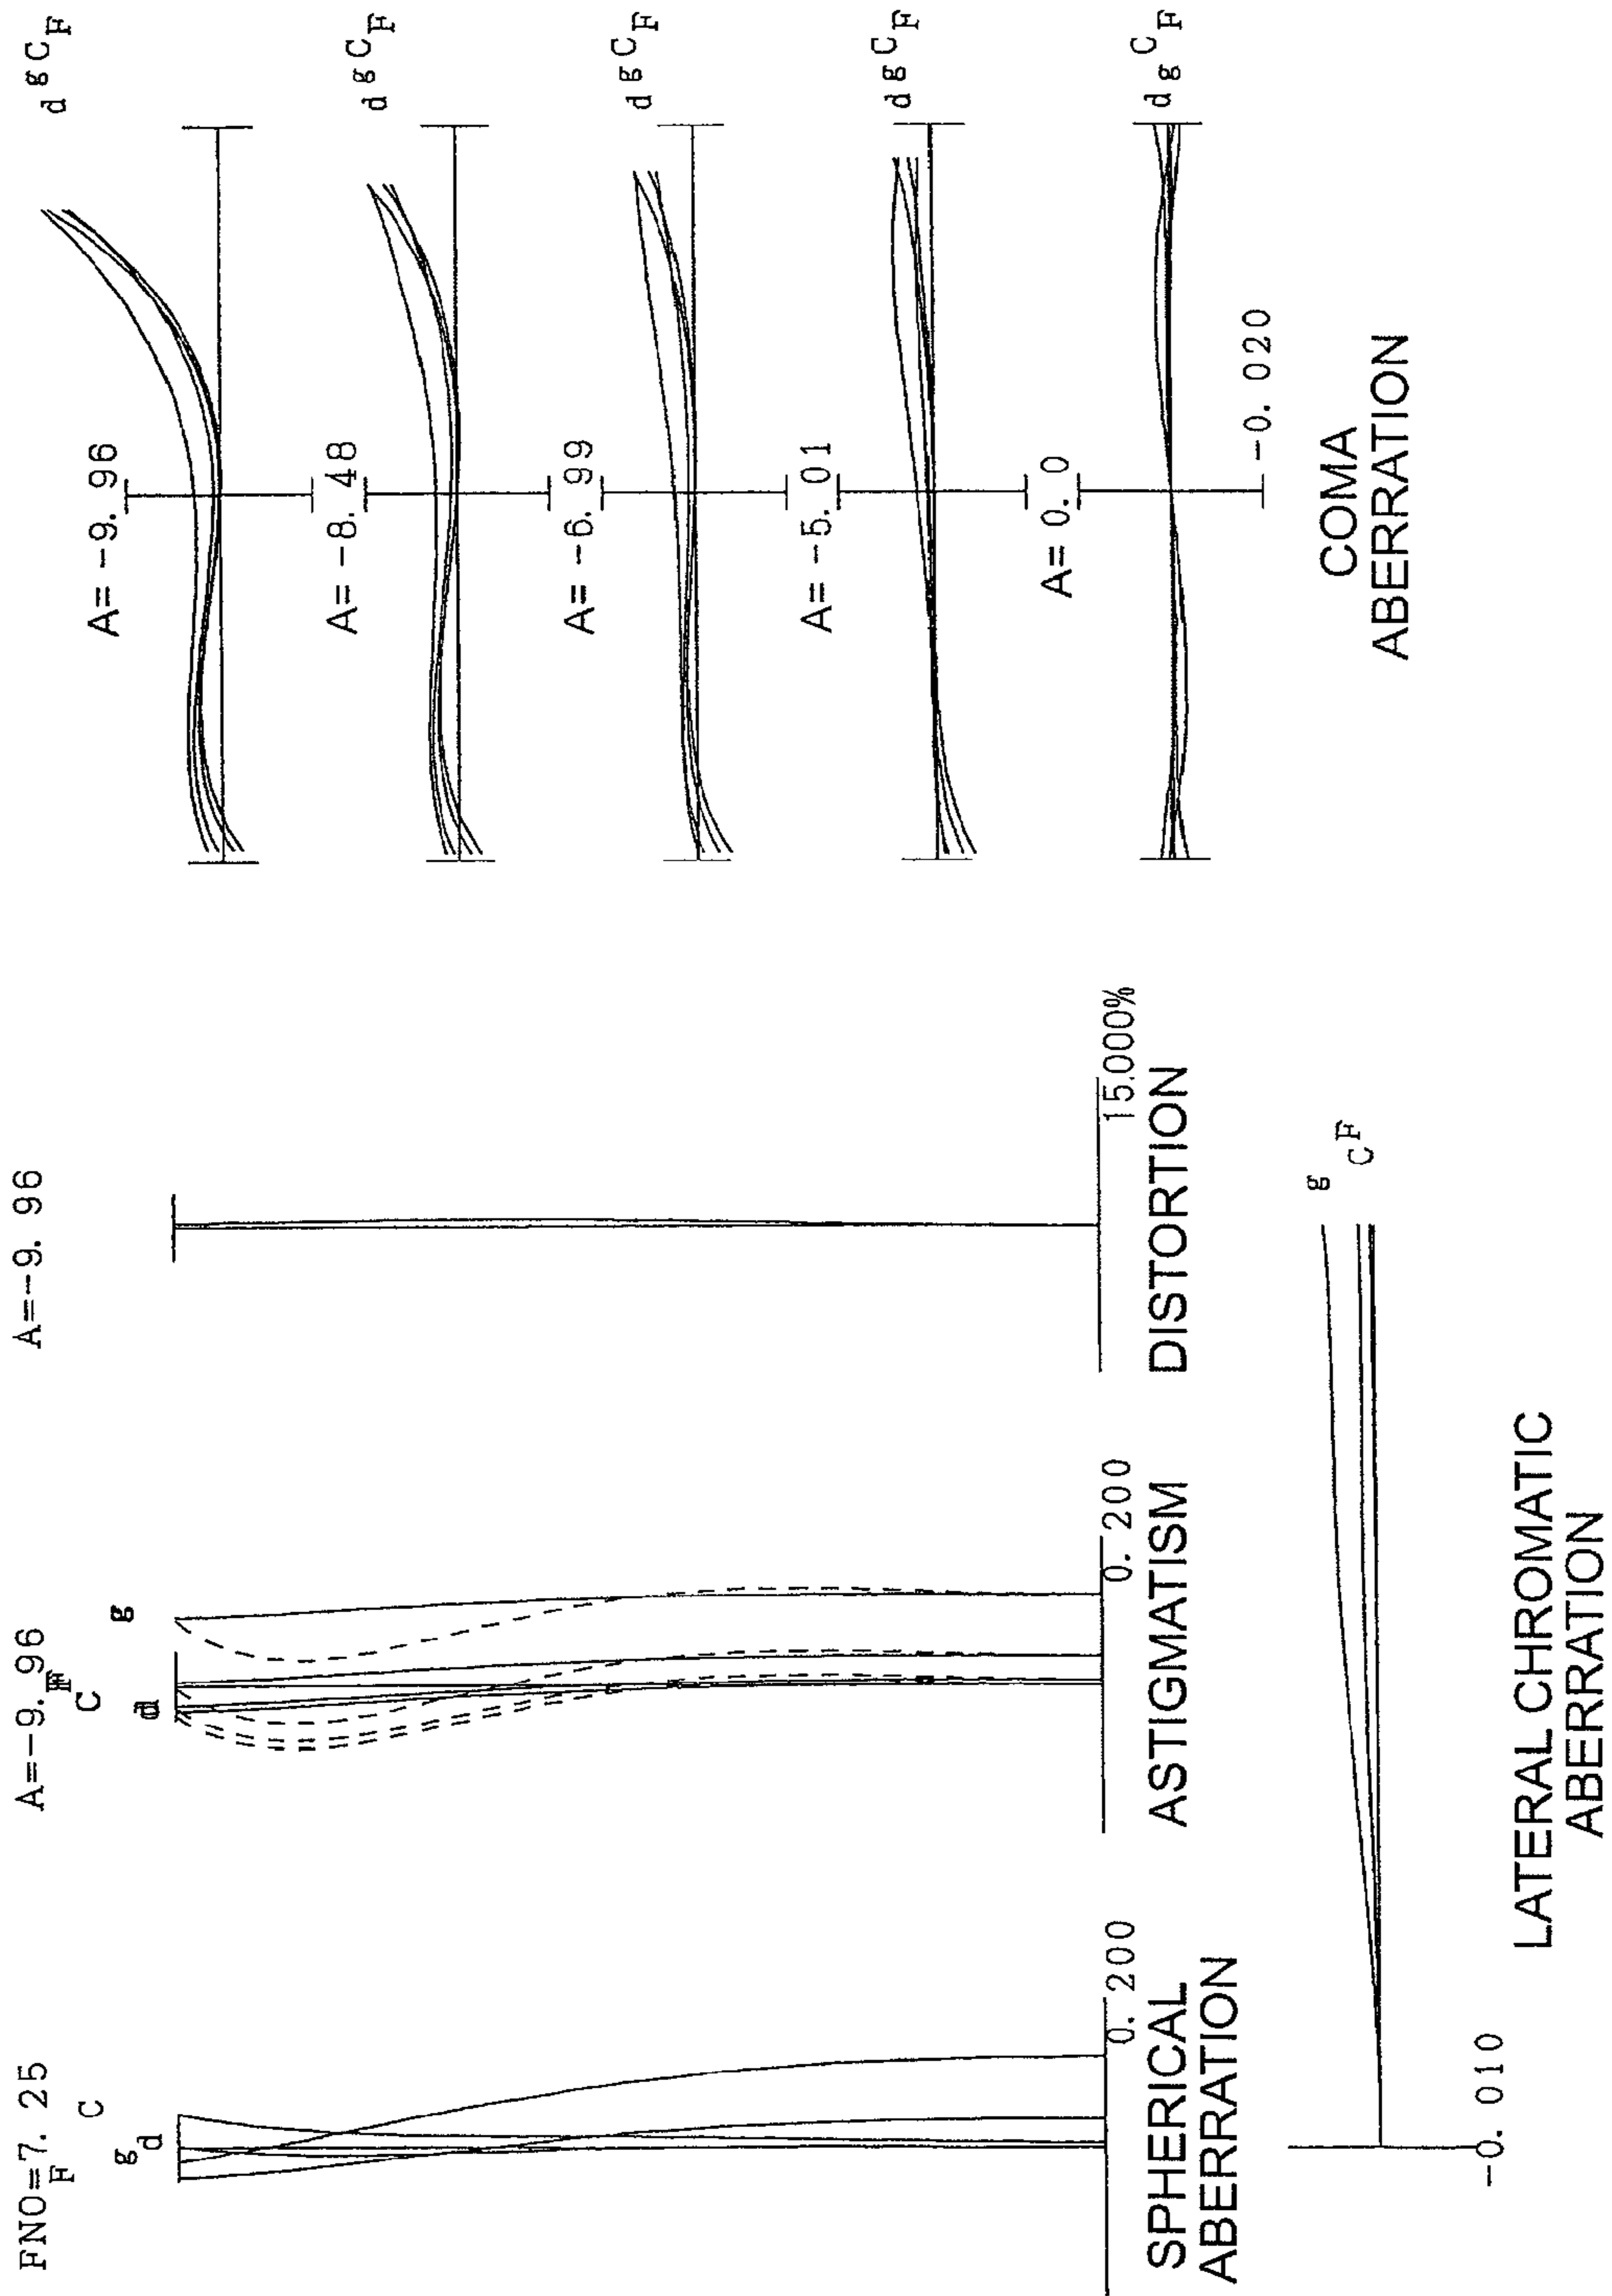 FNO=7. 25
F
C
g
d
0. 200
SPHERICAL
ABERRATION
A=-9. 96
F
C
d
g
0. 200
ASTIGMATISM
A=-9. 96
15.000%
DISTORTION
A= -9. 96
d g C F
A= -8. 48
d g C F
A= -6. 99
d g C F
A= -5. 01
d g C F
A= 0. 0
d g C F
-0. 020
COMA
ABERRATION
g
C F
-0. 010
LATERAL CHROMATIC
ABERRATION